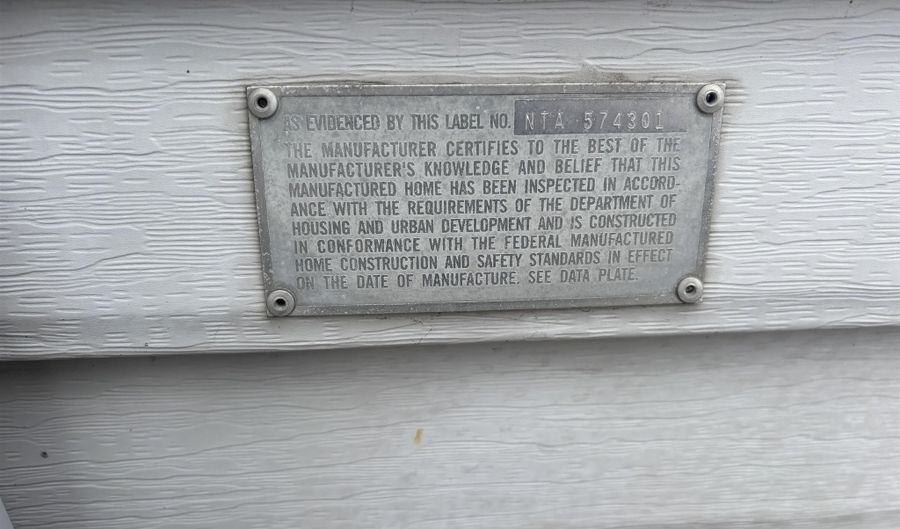 AS EVIDENCED BY THIS LABEL NO. NTA 574301
THE MANUFACTURER CERTIFIES TO THE BEST OF THE
MANUFACTURER'S KNOWLEDGE AND BELIEF THAT THIS
MANUFACTURED HOME HAS BEEN INSPECTED IN ACCORD-
ANCE WITH THE REQUIREMENTS OF THE DEPARTMENT OF
HOUSING AND URBAN DEVELOPMENT AND IS CONSTRUCTED
IN CONFORMANCE WITH THE FEDERAL MANUFACTURED
HOME CONSTRUCTION AND SAFETY STANDARDS IN EFFECT
ON THE DATE OF MANUFACTURE. SEE DATA PLATE.